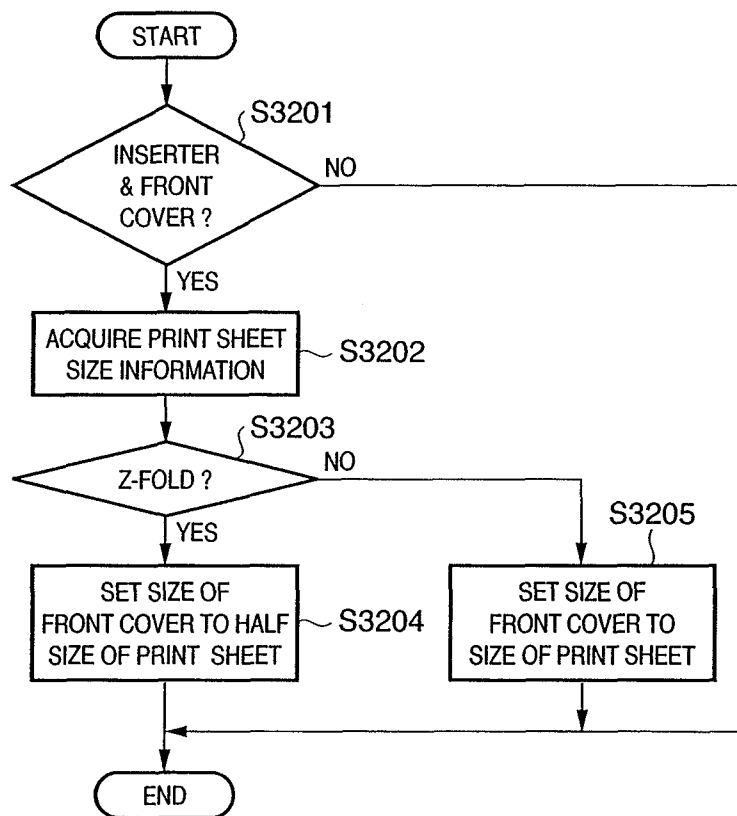 START
S3201
INSERTER
& FRONT
COVER ?
NO
YES
ACQUIRE PRINT SHEET
SIZE INFORMATION
S3202
S3203
Z-FOLD ?
NO
YES
S3205
SET SIZE OF
FRONT COVER TO HALF
SIZE OF PRINT SHEET
S3204
SET SIZE OF
FRONT COVER TO
SIZE OF PRINT SHEET
END